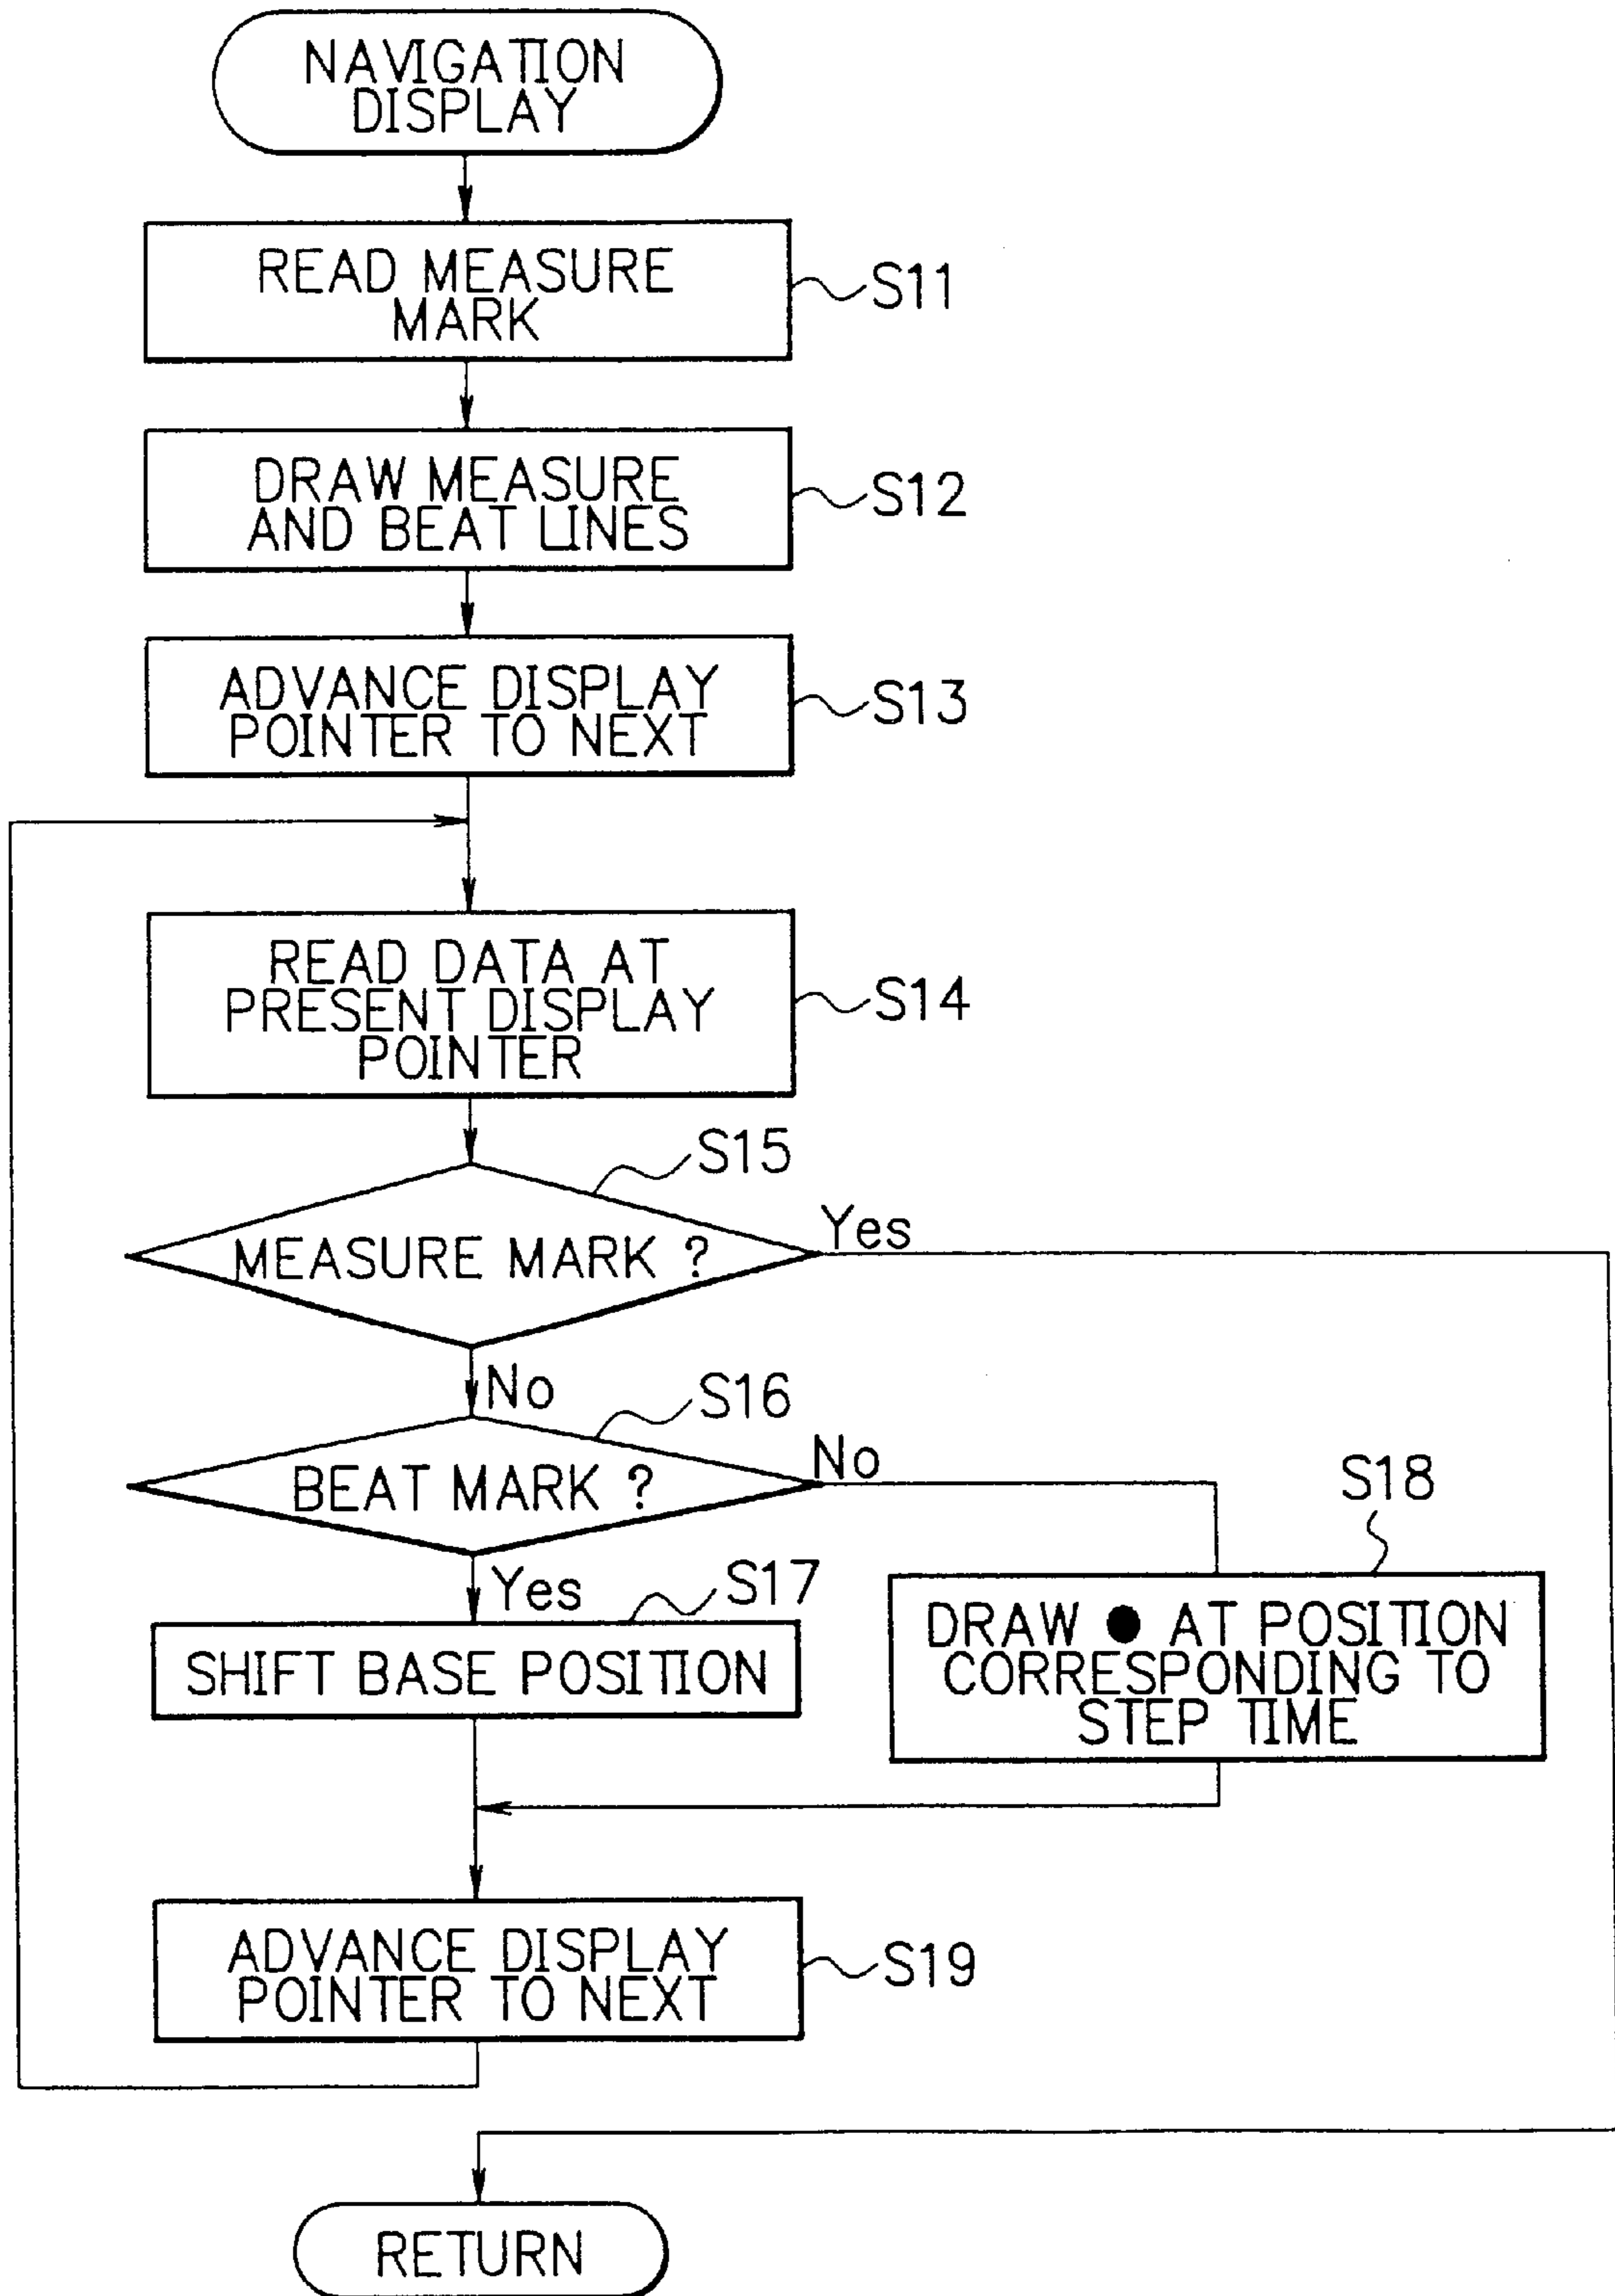 NAVIGATION
DISPLAY
READ MEASURE
MARK
S11
DRAW MEASURE
AND BEAT LINES
S12
ADVANCE DISPLAY
POINTER TO NEXT
S13
READ DATA AT
PRESENT DISPLAY
POINTER
S14
S15
MEASURE MARK ?
Yes
No
S16
BEAT MARK ?
No
S18
Yes
S17
SHIFT BASE POSITION
DRAW ● AT POSITION
CORRESPONDING TO
STEP TIME
ADVANCE DISPLAY
POINTER TO NEXT
S19
RETURN